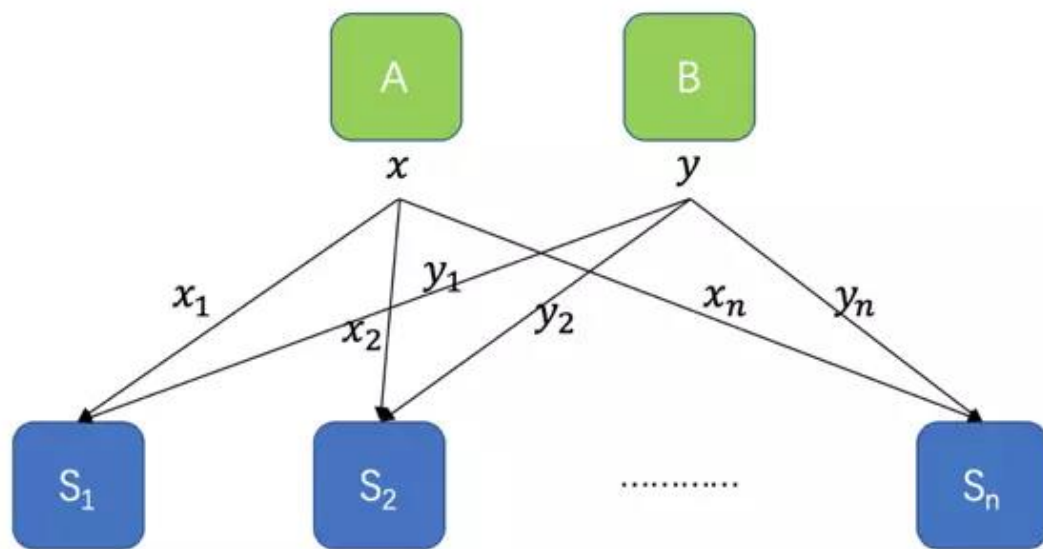 A B
x y
x₁ y₁ x₂ y₂ xₙ yₙ
S₁ S₂ ........... Sₙ